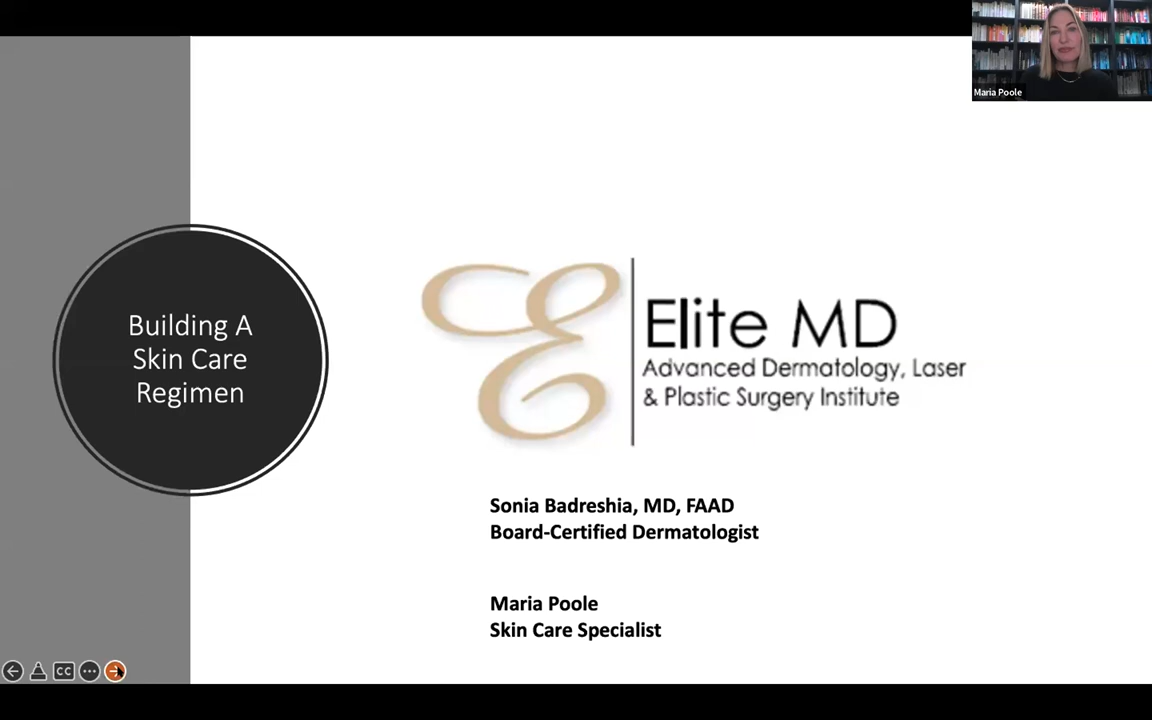 Maria Poole
Building A
Skin Care
Regimen
E
Elite MD
Advanced Dermatology, Laser
& Plastic Surgery Institute
Sonia Badreshia, MD, FAAD
Board-Certified Dermatologist
Maria Poole
Skin Care Specialist
CC